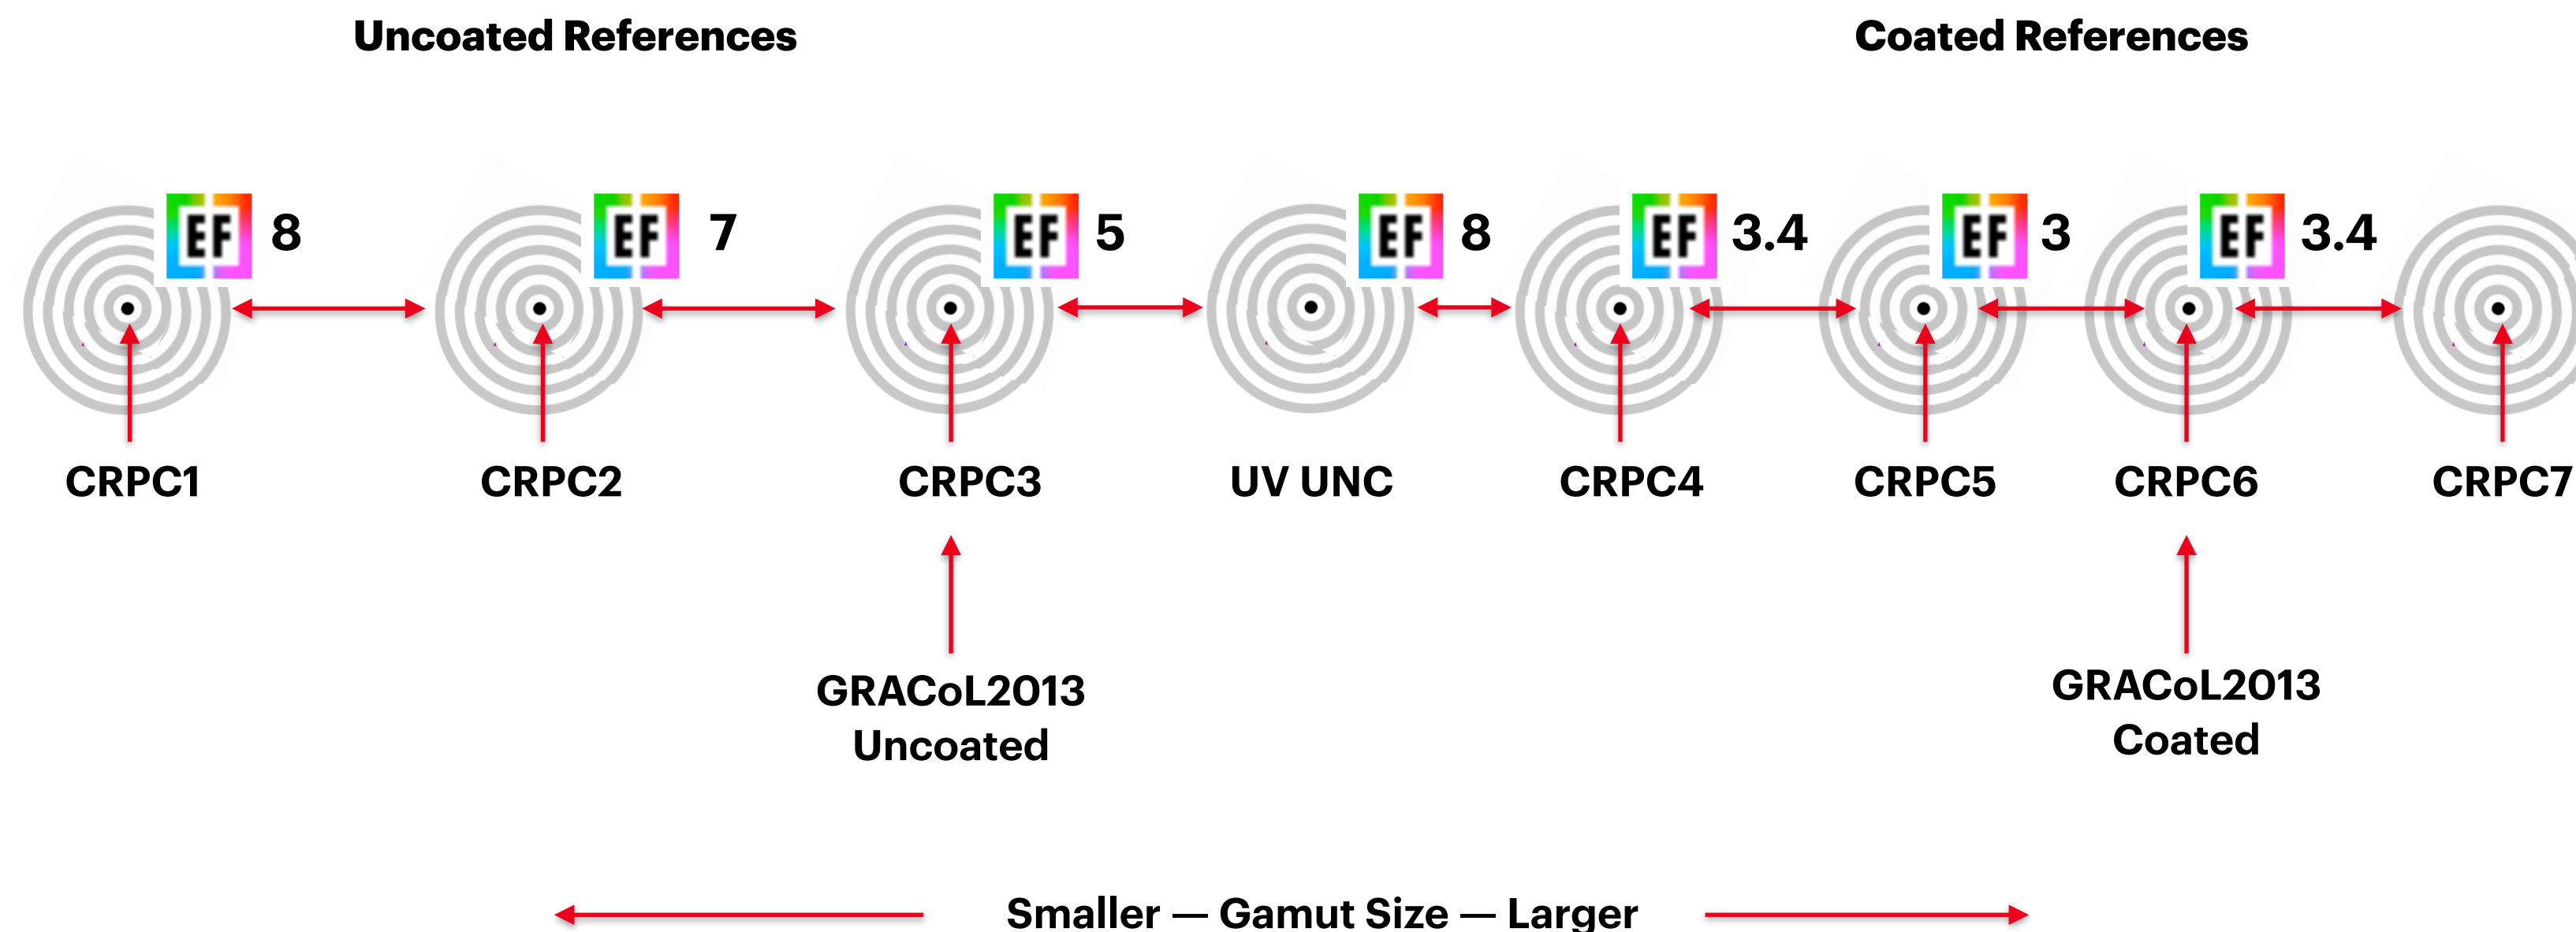 Uncoated References
Coated References
EF 8
EF 7
EF 5
EF 8
EF 3.4
EF 3
EF 3.4
CRPC1
CRPC2
CRPC3
UV UNC
CRPC4
CRPC5
CRPC6
CRPC7
GRACoL2013
Uncoated
GRACoL2013
Coated
Smaller — Gamut Size — Larger